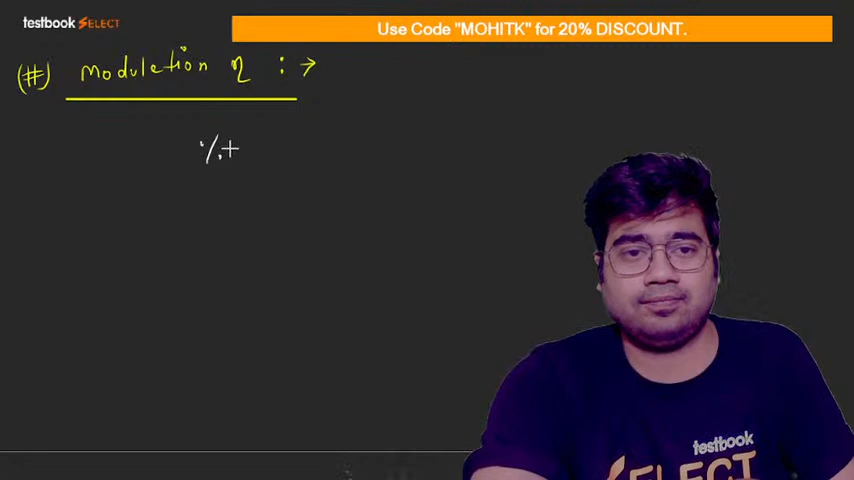 testbook SELECT
Use Code "MOHITK" for 20% DISCOUNT.
(#) Modulation η : →
%+
testbook
SELECT